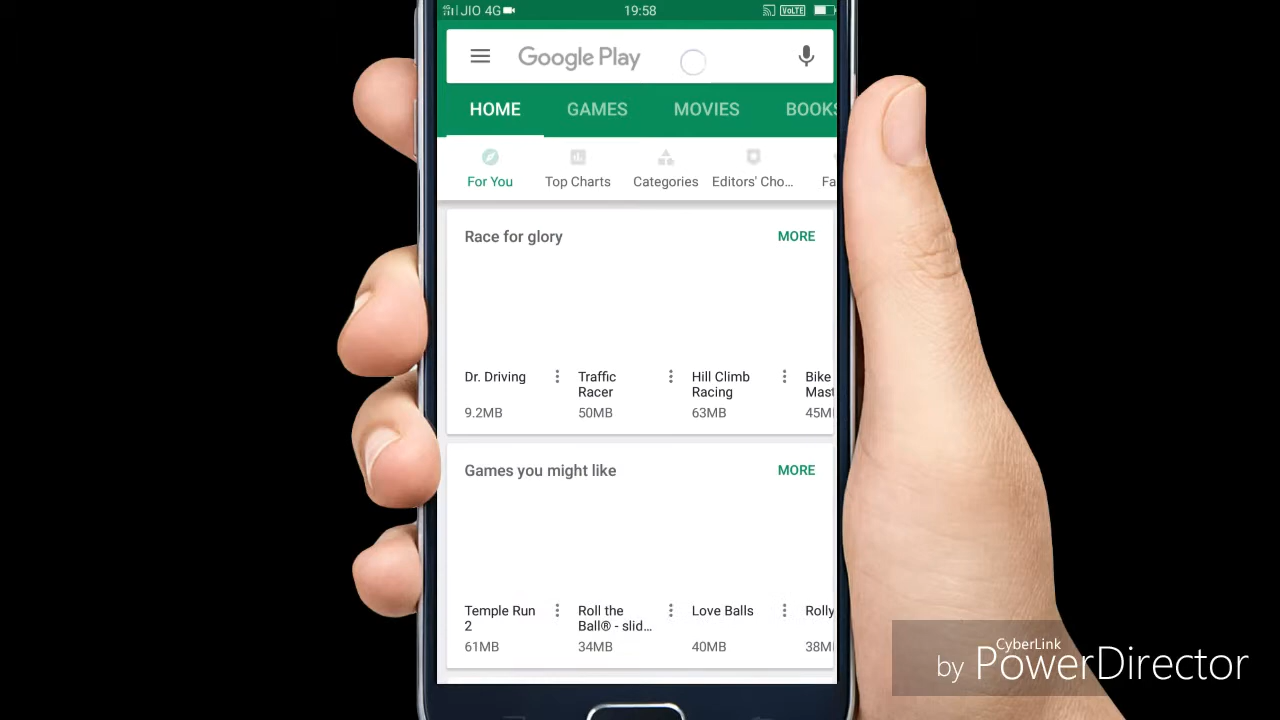 JIO 4G 19:58 VoLTE
Google Play
HOME GAMES MOVIES BOOKS
For You Top Charts Categories Editors' Cho... Fa
Race for glory MORE
Dr. Driving Traffic Hill Climb Bike
Racer Racing Mast
9.2MB 50MB 63MB 45M
Games you might like MORE
Temple Run Roll the Love Balls Rolly
2 Ball® - slid...
61MB 34MB 40MB 38M
CyberLink
by PowerDirector